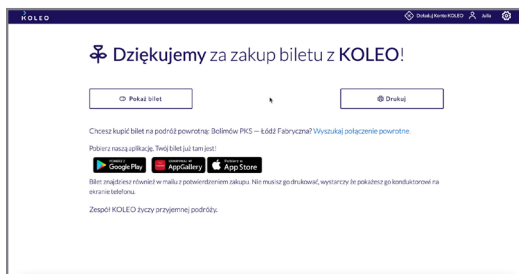 KOLEO
Doładuj Konto KOLEO
Julia
Dziękujemy za zakup biletu z KOLEO!
Pokaż bilet
Drukuj
Chcesz kupić bilet na podróż powrotną: Bolimów PKS — Łódź Fabryczna? Wyszukaj połączenie powrotne.
Pobierz naszą aplikację. Twój bilet już tam jest!
POBIERZ Z
Google Play
AppGallery
Pobierz w
App Store
Bilet znajdziesz również w mailu z potwierdzeniem zakupu. Nie musisz go drukować, wystarczy że pokażesz go konduktorowi na
ekranie telefonu.
Zespół KOLEO życzy przyjemnej podróży.